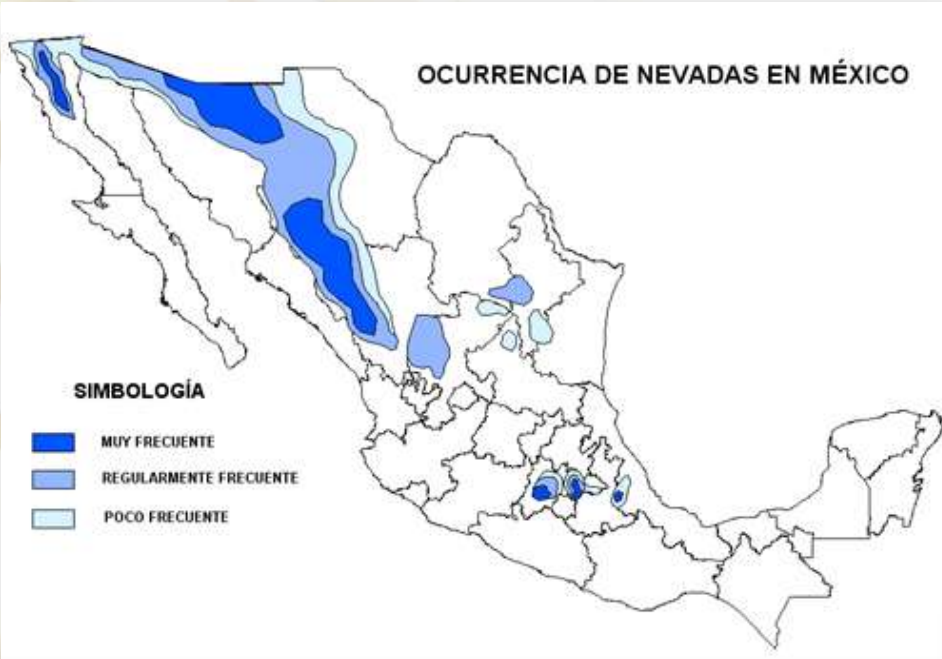 OCURRENCIA DE NEVADAS EN MÉXICO
SIMBOLOGÍA
MUY FRECUENTE
REGULARMENTE FRECUENTE
POCO FRECUENTE